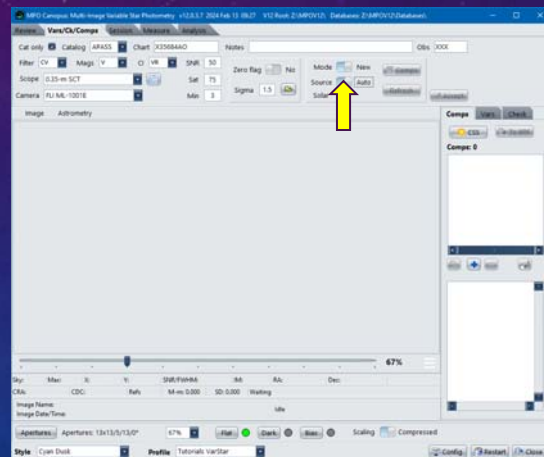 MPO Canopus: Multi-Image Variable Star Photometry v12.0.3.7 2024 Feb 13 09:27 V12 Root: Z:\MPOV12\ Databases: Z:\MPOV12\Databases\
Review Vars/Ck/Comps Session Measure Analysis
Cat only Catalog APASS Chart X35684AO Notes Obs XXX
Filter CV Mags V CI VR SNR 50 Zero flag No Mode New Compute
Scope 0.35-m SCT Sat 75 Source Auto
Sigma 1.5 Refresh
Camera FLI ML-1001E Min 3 Solar Accept
Image Astrometry Comps Vars Check
CSS
Comps: 0
67%
Sky: Max: X: Y: SNR/FWHM: IM: RA: Dec:
CRA: CDC: Ref: M-m: 0.000 SD: 0.000 Waiting
Image Name:
Image Date/Time: Idle
Apertures Apertures: 13x13/5/13/0° 67% Flat Dark Bias Scaling Compressed
Style Cyan Dusk Profile Tutorials VarStar Config Restart Close